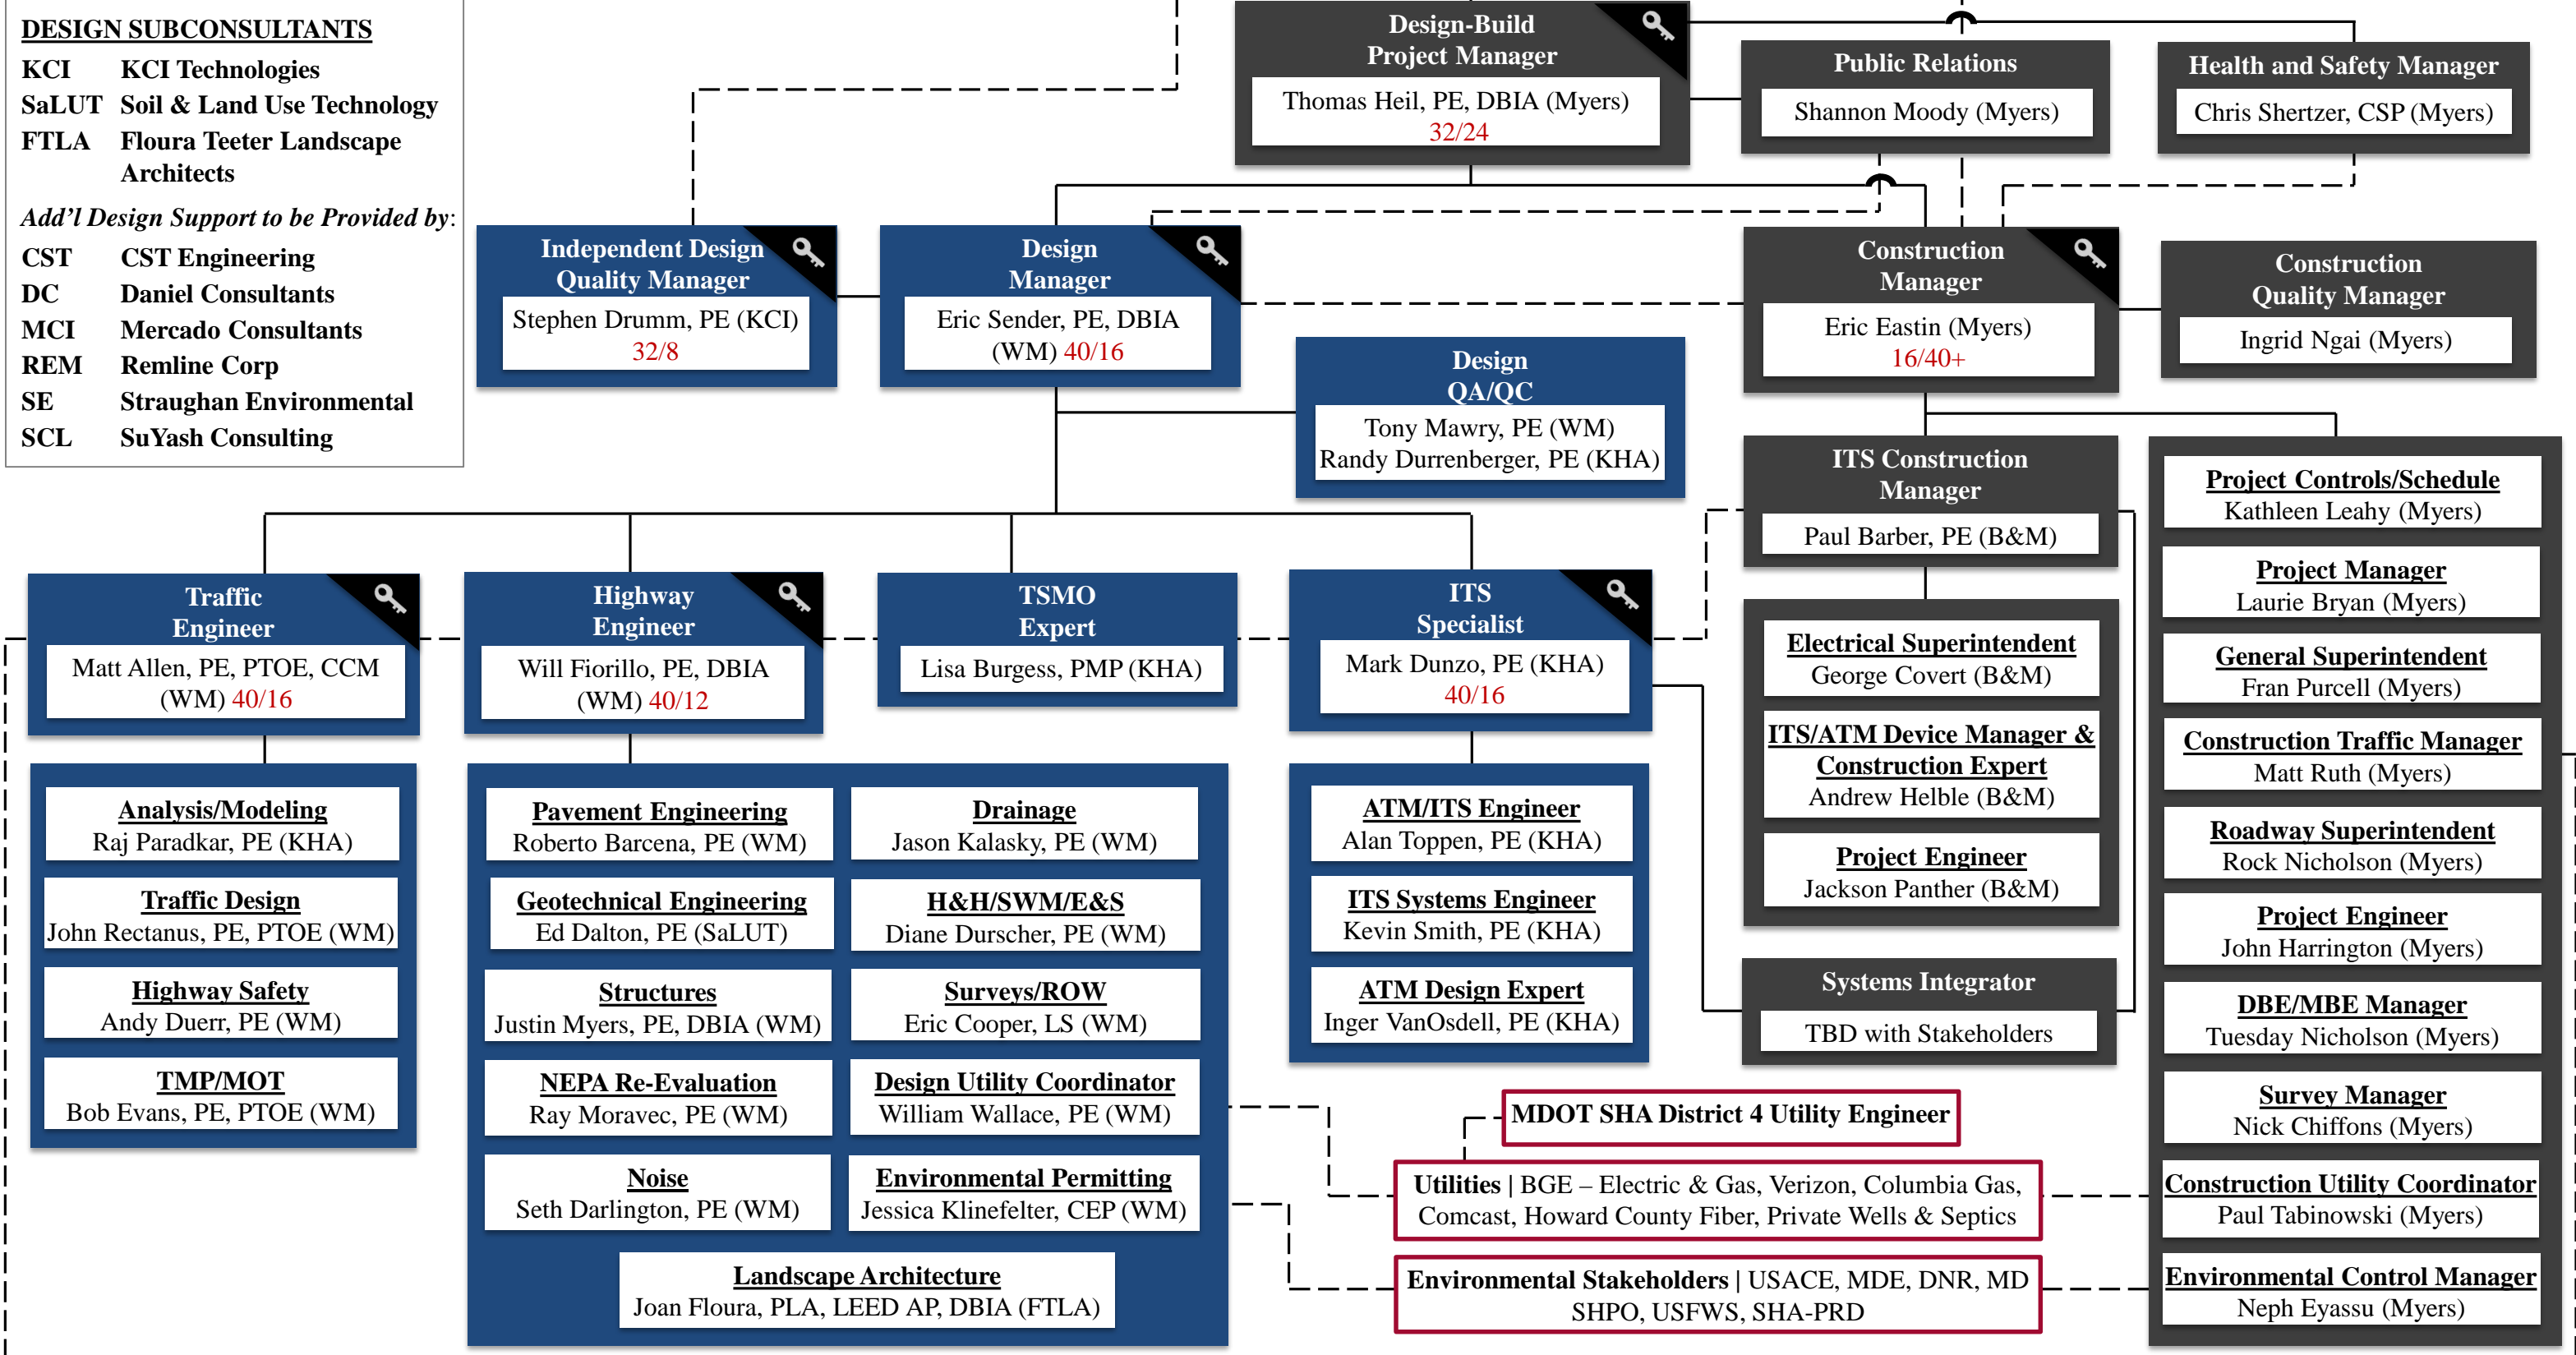 DESIGN SUBCONSULTANTS
KCI KCI Technologies
SaLUT Soil & Land Use Technology
FTLA Floura Teeter Landscape
Architects
Add'l Design Support to be Provided by:
CST CST Engineering
DC Daniel Consultants
MCI Mercado Consultants
REM Remline Corp
SE Straughan Environmental
SCL SuYash Consulting
Design-Build
Project Manager
Thomas Heil, PE, DBIA (Myers)
32/24
Public Relations
Shannon Moody (Myers)
Health and Safety Manager
Chris Shertzer, CSP (Myers)
Independent Design
Quality Manager
Stephen Drumm, PE (KCI)
32/8
Design
Manager
Eric Sender, PE, DBIA
(WM) 40/16
Construction
Manager
Eric Eastin (Myers)
16/40+
Construction
Quality Manager
Ingrid Ngai (Myers)
Design
QA/QC
Tony Mawry, PE (WM)
Randy Durrenberger, PE (KHA)
ITS Construction
Manager
Paul Barber, PE (B&M)
Traffic
Engineer
Matt Allen, PE, PTOE, CCM
(WM) 40/16
Highway
Engineer
Will Fiorillo, PE, DBIA
(WM) 40/12
TSMO
Expert
Lisa Burgess, PMP (KHA)
ITS
Specialist
Mark Dunzo, PE (KHA)
40/16
Analysis/Modeling
Raj Paradkar, PE (KHA)
Traffic Design
John Rectanus, PE, PTOE (WM)
Highway Safety
Andy Duerr, PE (WM)
TMP/MOT
Bob Evans, PE, PTOE (WM)
Pavement Engineering
Roberto Barcena, PE (WM)
Geotechnical Engineering
Ed Dalton, PE (SaLUT)
Structures
Justin Myers, PE, DBIA (WM)
NEPA Re-Evaluation
Ray Moravec, PE (WM)
Noise
Seth Darlington, PE (WM)
Drainage
Jason Kalasky, PE (WM)
H&H/SWM/E&S
Diane Durscher, PE (WM)
Surveys/ROW
Eric Cooper, LS (WM)
Design Utility Coordinator
William Wallace, PE (WM)
Environmental Permitting
Jessica Klinefelter, CEP (WM)
Landscape Architecture
Joan Floura, PLA, LEED AP, DBIA (FTLA)
ATM/ITS Engineer
Alan Toppen, PE (KHA)
ITS Systems Engineer
Kevin Smith, PE (KHA)
ATM Design Expert
Inger VanOsdell, PE (KHA)
Electrical Superintendent
George Covert (B&M)
ITS/ATM Device Manager &
Construction Expert
Andrew Helble (B&M)
Project Engineer
Jackson Panther (B&M)
Systems Integrator
TBD with Stakeholders
Project Controls/Schedule
Kathleen Leahy (Myers)
Project Manager
Laurie Bryan (Myers)
General Superintendent
Fran Purcell (Myers)
Construction Traffic Manager
Matt Ruth (Myers)
Roadway Superintendent
Rock Nicholson (Myers)
Project Engineer
John Harrington (Myers)
DBE/MBE Manager
Tuesday Nicholson (Myers)
Survey Manager
Nick Chiffons (Myers)
Construction Utility Coordinator
Paul Tabinowski (Myers)
Environmental Control Manager
Neph Eyassu (Myers)
MDOT SHA District 4 Utility Engineer
Utilities | BGE – Electric & Gas, Verizon, Columbia Gas,
Comcast, Howard County Fiber, Private Wells & Septics
Environmental Stakeholders | USACE, MDE, DNR, MD
SHPO, USFWS, SHA-PRD